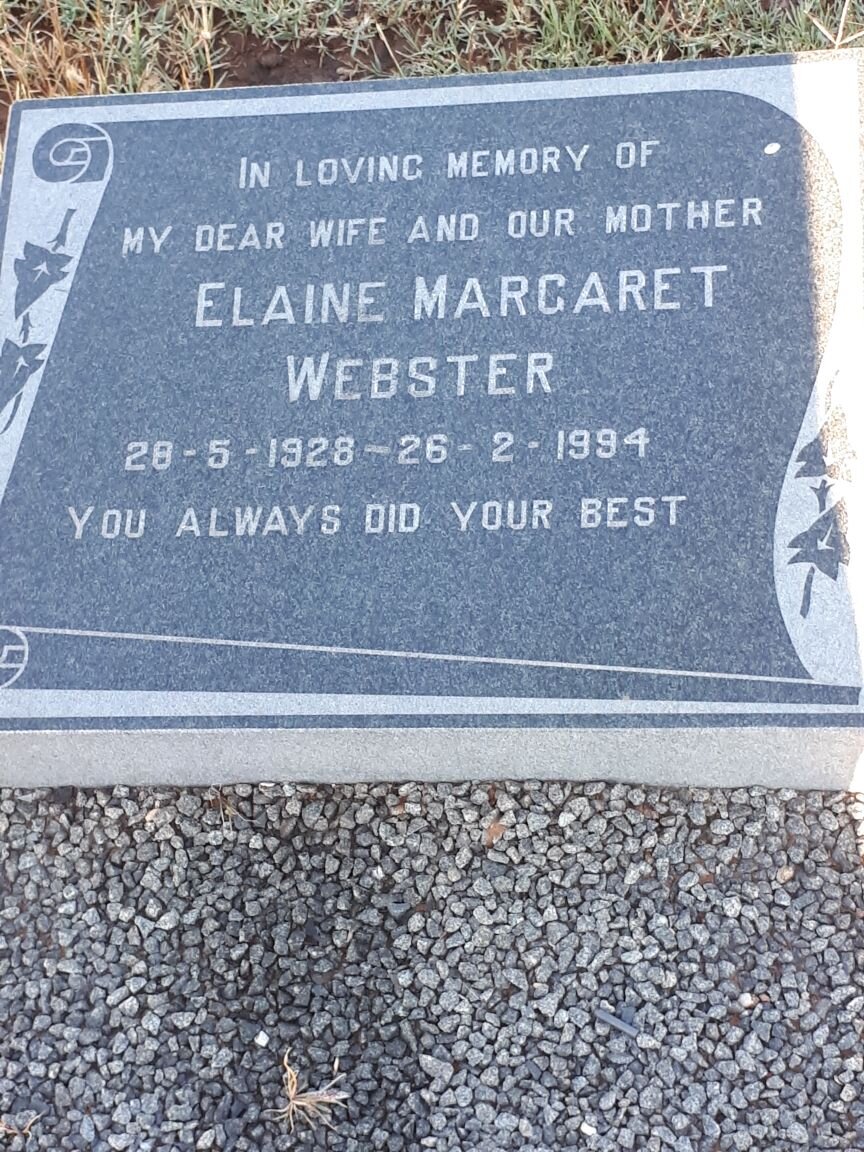 IN LOVING MEMORY OF
MY DEAR WIFE AND OUR MOTHER
ELAINE MARGARET
WEBSTER
28-5-1928~26-2-1994
YOU ALWAYS DID YOUR BEST